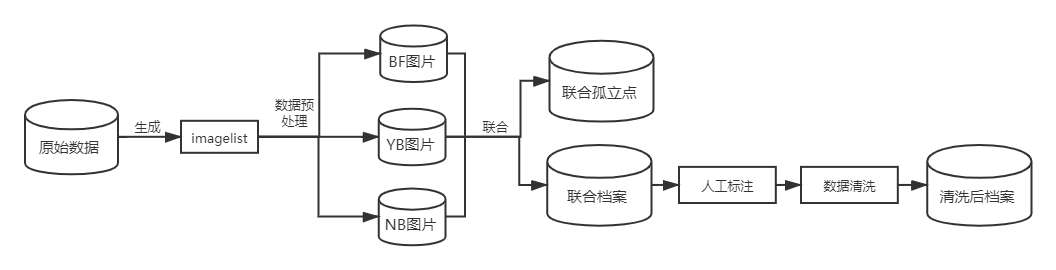 原始数据
生成
imagelist
数据预
处理
BF图片
YB图片
NB图片
联合
联合孤立点
联合档案
人工标注
数据清洗
清洗后档案